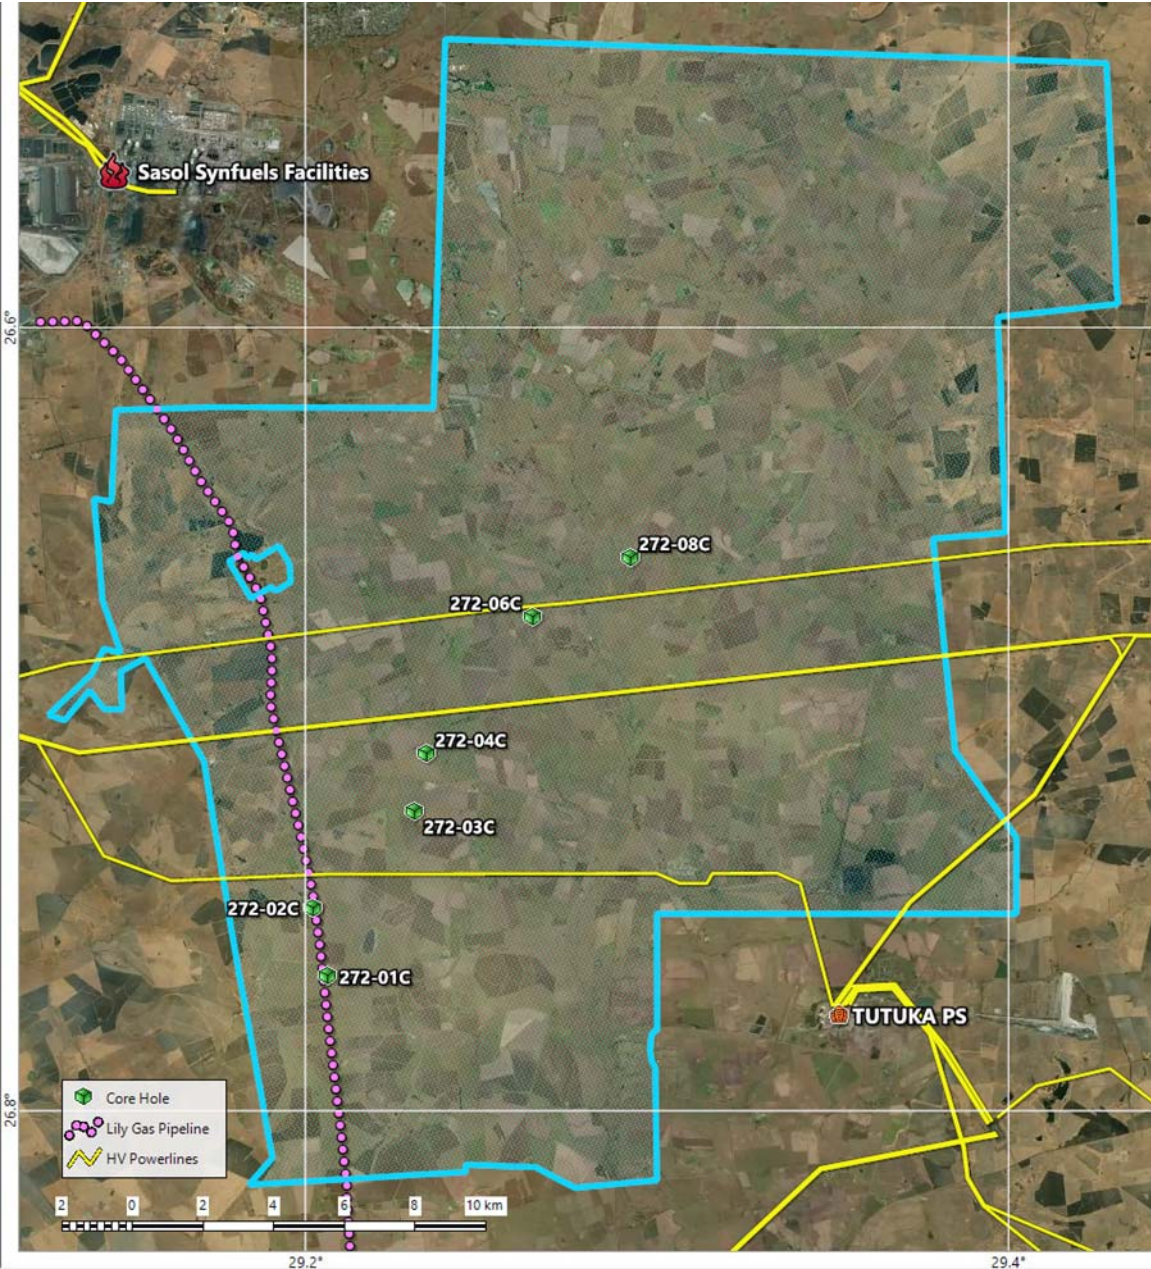 Sasol Synfuels Facilities
26.6°
272-08C
272-06C
272-04C
272-03C
272-02C
272-01C
TUTUKA PS
Core Hole
Lily Gas Pipeline
HV Powerlines
26.8°
2 0 2 4 6 8 10 km
29.2° 29.4°